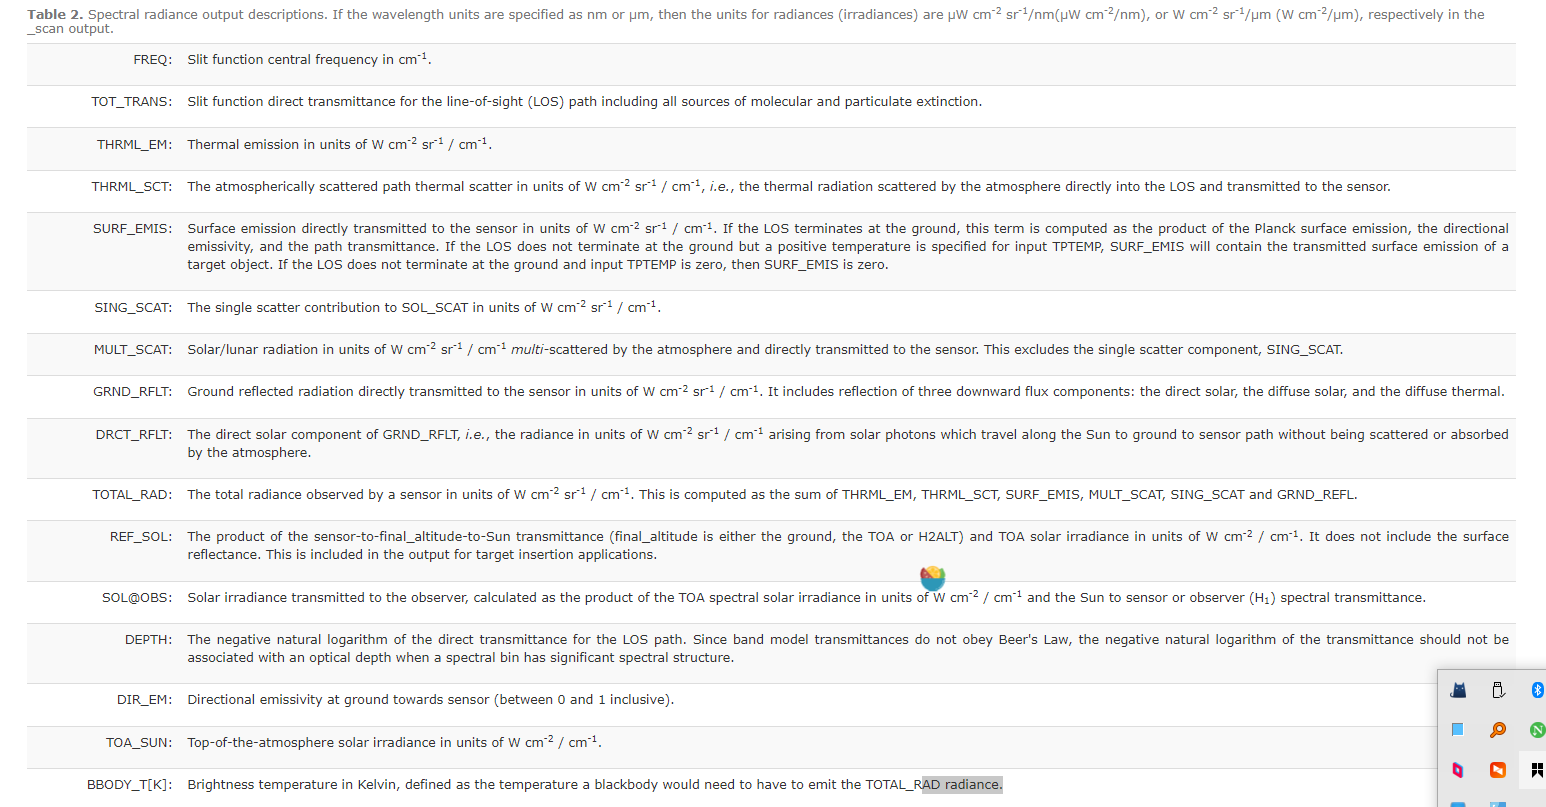 Table 2. Spectral radiance output descriptions. If the wavelength units are specified as nm or μm, then the units for radiances (irradiances) are μW cm⁻² sr⁻¹/nm(μW cm⁻²/nm), or W cm⁻² sr⁻¹/μm (W cm⁻²/μm), respectively in the
_scan output.
FREQ: Slit function central frequency in cm⁻¹.
TOT_TRANS: Slit function direct transmittance for the line-of-sight (LOS) path including all sources of molecular and particulate extinction.
THRML_EM: Thermal emission in units of W cm⁻² sr⁻¹ / cm⁻¹.
THRML_SCT: The atmospherically scattered path thermal scatter in units of W cm⁻² sr⁻¹ / cm⁻¹, i.e., the thermal radiation scattered by the atmosphere directly into the LOS and transmitted to the sensor.
SURF_EMIS: Surface emission directly transmitted to the sensor in units of W cm⁻² sr⁻¹ / cm⁻¹. If the LOS terminates at the ground, this term is computed as the product of the Planck surface emission, the directional
emissivity, and the path transmittance. If the LOS does not terminate at the ground but a positive temperature is specified for input TPTEMP, SURF_EMIS will contain the transmitted surface emission of a
target object. If the LOS does not terminate at the ground and input TPTEMP is zero, then SURF_EMIS is zero.
SING_SCAT: The single scatter contribution to SOL_SCAT in units of W cm⁻² sr⁻¹ / cm⁻¹.
MULT_SCAT: Solar/lunar radiation in units of W cm⁻² sr⁻¹ / cm⁻¹ multi-scattered by the atmosphere and directly transmitted to the sensor. This excludes the single scatter component, SING_SCAT.
GRND_RFLT: Ground reflected radiation directly transmitted to the sensor in units of W cm⁻² sr⁻¹ / cm⁻¹. It includes reflection of three downward flux components: the direct solar, the diffuse solar, and the diffuse thermal.
DRCT_RFLT: The direct solar component of GRND_RFLT, i.e., the radiance in units of W cm⁻² sr⁻¹ / cm⁻¹ arising from solar photons which travel along the Sun to ground to sensor path without being scattered or absorbed
by the atmosphere.
TOTAL_RAD: The total radiance observed by a sensor in units of W cm⁻² sr⁻¹ / cm⁻¹. This is computed as the sum of THRML_EM, THRML_SCT, SURF_EMIS, MULT_SCAT, SING_SCAT and GRND_REFL.
REF_SOL: The product of the sensor-to-final_altitude-to-Sun transmittance (final_altitude is either the ground, the TOA or H2ALT) and TOA solar irradiance in units of W cm⁻² / cm⁻¹. It does not include the surface
reflectance. This is included in the output for target insertion applications.
SOL@OBS: Solar irradiance transmitted to the observer, calculated as the product of the TOA spectral solar irradiance in units of W cm⁻² / cm⁻¹ and the Sun to sensor or observer (H₁) spectral transmittance.
DEPTH: The negative natural logarithm of the direct transmittance for the LOS path. Since band model transmittances do not obey Beer's Law, the negative natural logarithm of the transmittance should not be
associated with an optical depth when a spectral bin has significant spectral structure.
DIR_EM: Directional emissivity at ground towards sensor (between 0 and 1 inclusive).
TOA_SUN: Top-of-the-atmosphere solar irradiance in units of W cm⁻² / cm⁻¹.
BBODY_T[K]: Brightness temperature in Kelvin, defined as the temperature a blackbody would need to have to emit the TOTAL_RAD radiance.